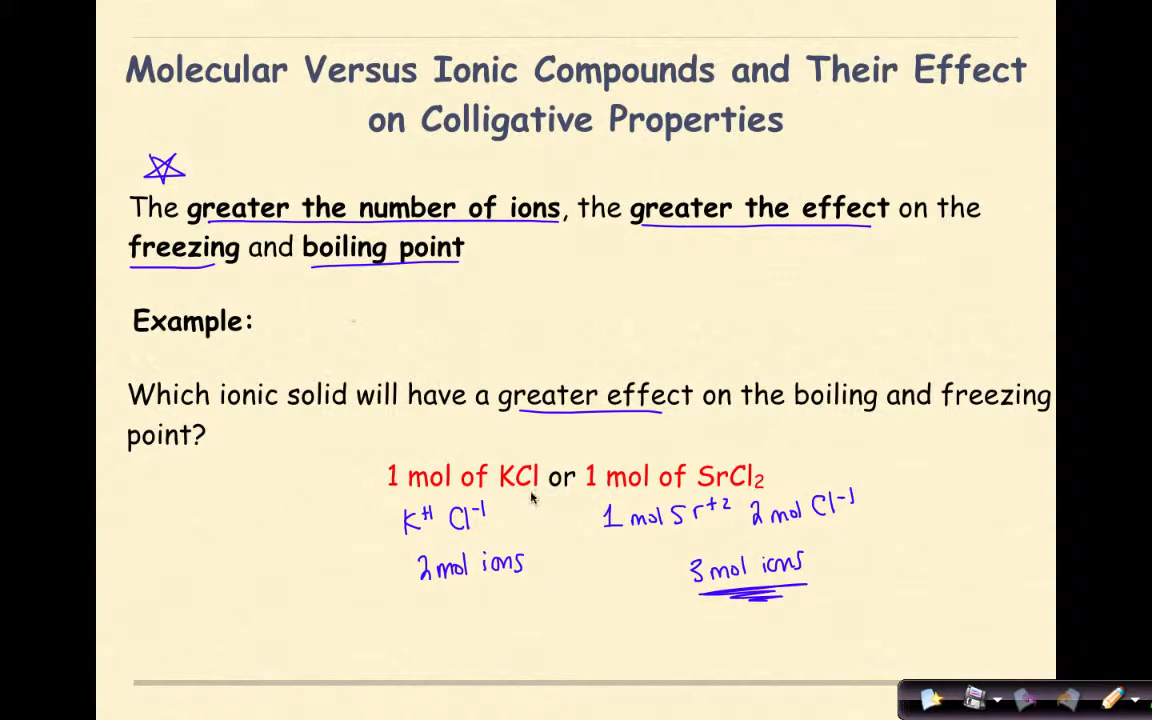 Molecular Versus Ionic Compounds and Their Effect
on Colligative Properties
The greater the number of ions, the greater the effect on the
freezing and boiling point
Example:
Which ionic solid will have a greater effect on the boiling and freezing
point?
1 mol of KCl or 1 mol of SrCl₂
K⁺¹ Cl⁻¹ 1 mol Sr⁺² 2 mol Cl⁻¹
2 mol ions 3 mol ions